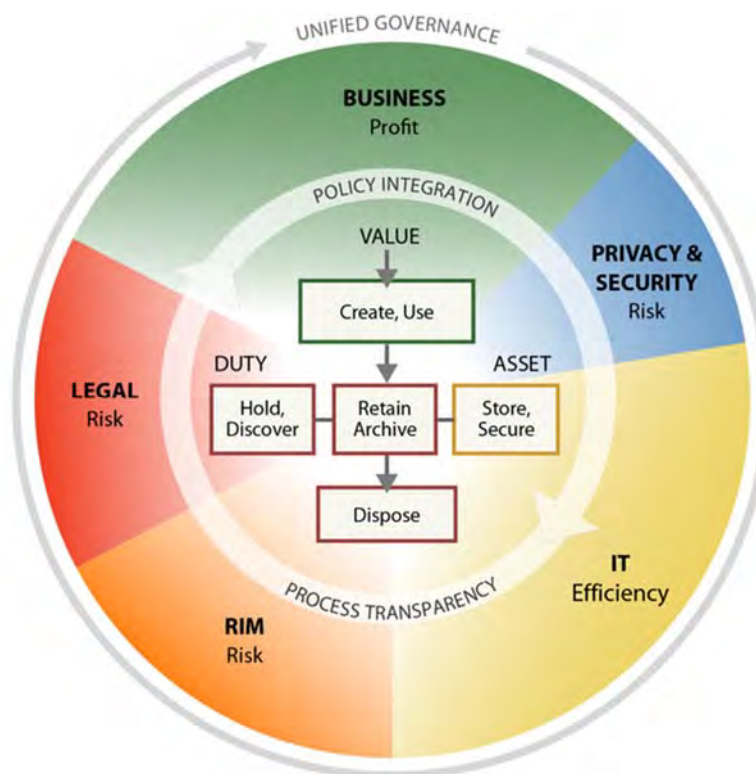 UNIFIED GOVERNANCE
BUSINESS
Profit
POLICY INTEGRATION
VALUE
PRIVACY &
SECURITY
Risk
Create, Use
DUTY
ASSET
LEGAL
Risk
Hold,
Discover
Retain
Archive
Store,
Secure
Dispose
IT
Efficiency
PROCESS TRANSPARENCY
RIM
Risk